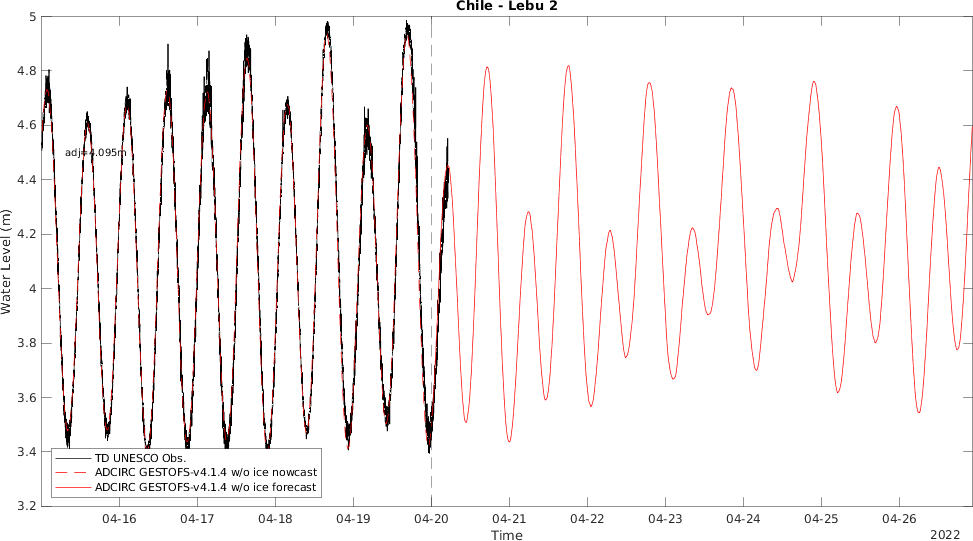 Chile - Lebu 2
5
4.8
4.6
4.4
4.2
4
3.8
3.6
3.4
3.2
Water Level (m)
adj=4.095m
TD UNESCO Obs.
ADCIRC GESTOFS-v4.1.4 w/o ice nowcast
ADCIRC GESTOFS-v4.1.4 w/o ice forecast
04-16 04-17 04-18 04-19 04-20 04-21 04-22 04-23 04-24 04-25 04-26
Time
2022